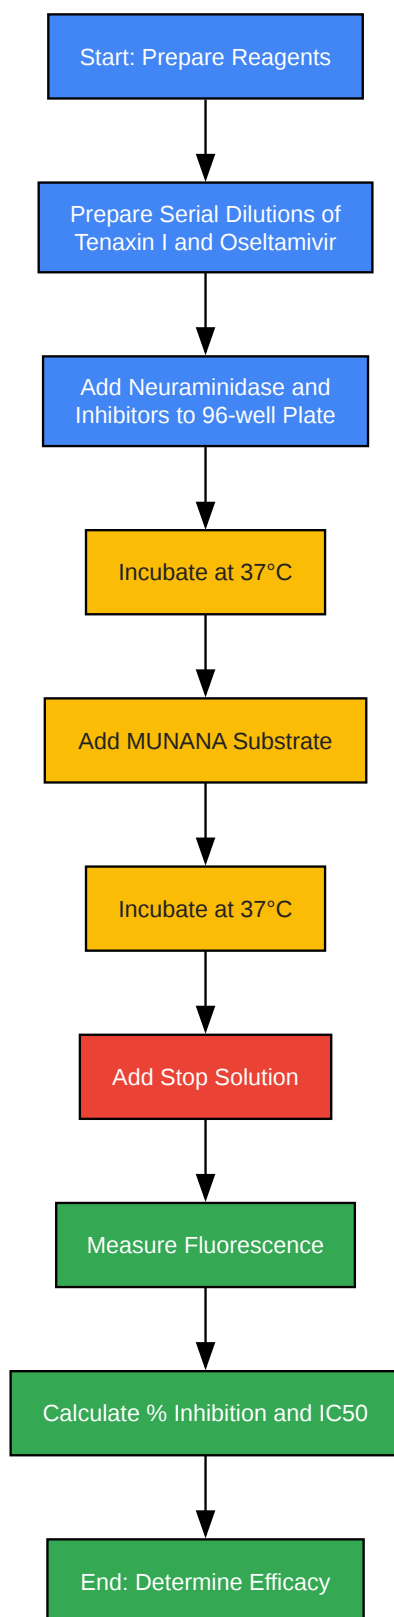 Start: Prepare Reagents
Prepare Serial Dilutions of
Tenaxin I and Oseltamivir
Add Neuraminidase and
Inhibitors to 96-well Plate
Incubate at 37°C
Add MUNANA Substrate
Incubate at 37°C
Add Stop Solution
Measure Fluorescence
Calculate % Inhibition and IC50
End: Determine Efficacy